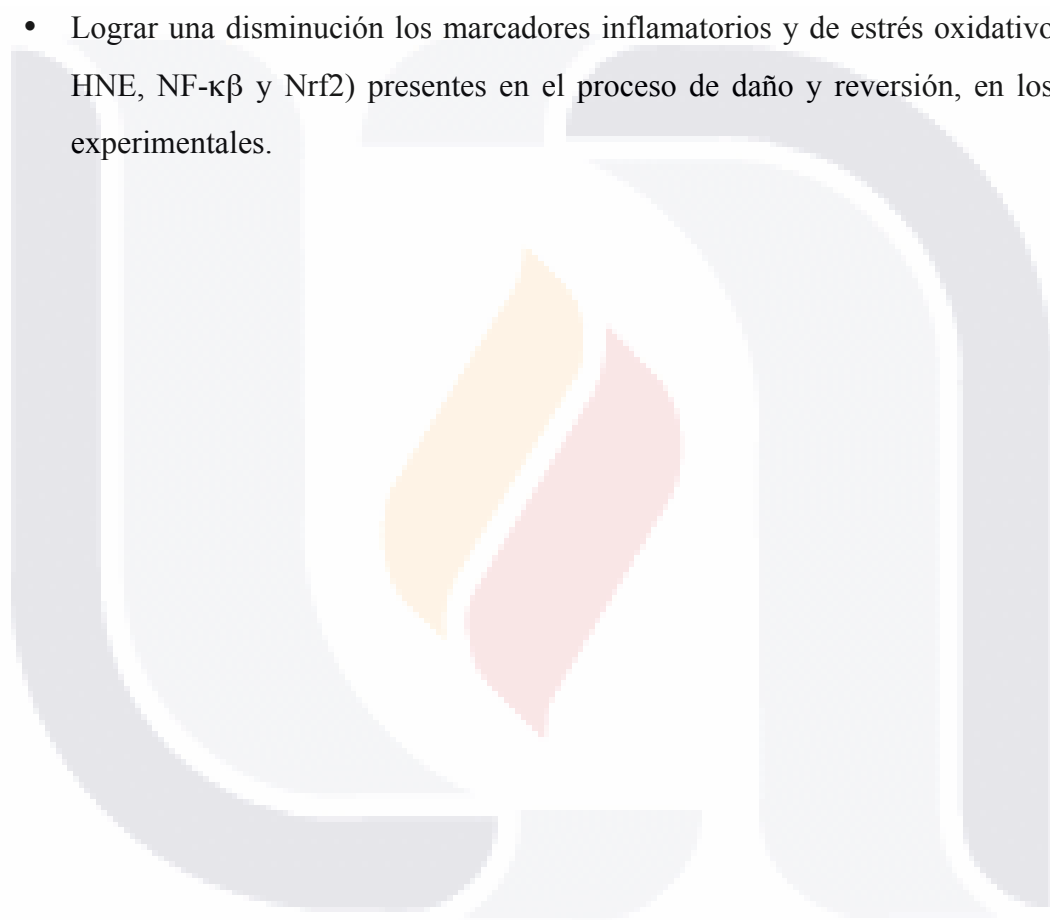 • Lograr una disminución los marcadores inflamatorios y de estrés oxidativo
HNE, NF-κβ y Nrf2) presentes en el proceso de daño y reversión, en los
experimentales.